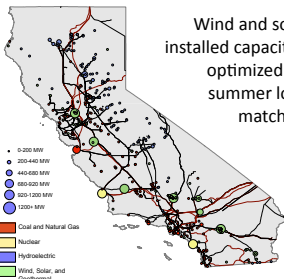 Wind and so
installed capacit
optimized
summer lo
match
0-200 MW
200-440 MW
440-680 MW
680-920 MW
920-1200 MW
1200+ MW
Coal and Natural Gas
Nuclear
Hydroelectric
Wind, Solar, and